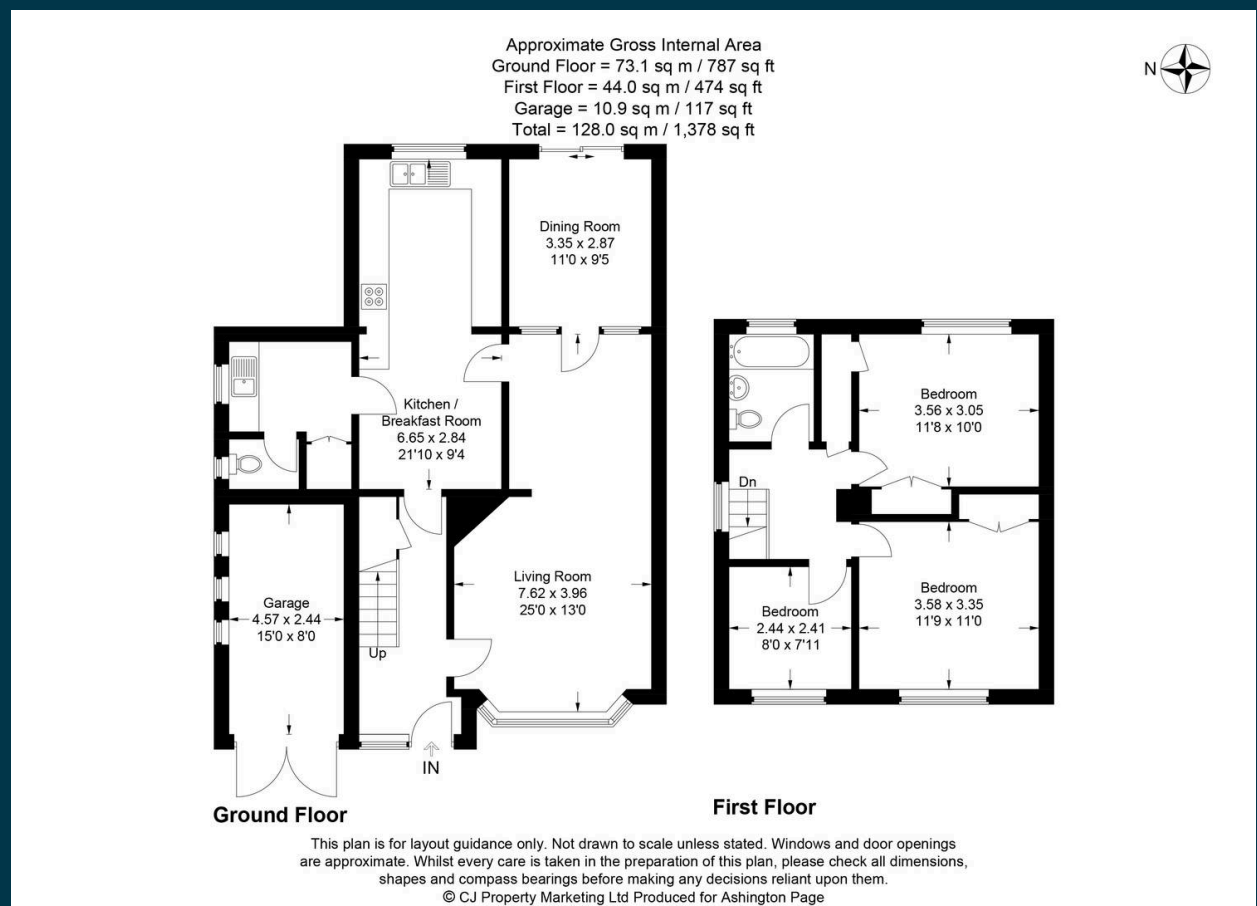 Approximate Gross Internal Area
Ground Floor = 73.1 sq m / 787 sq ft
First Floor = 44.0 sq m / 474 sq ft
Garage = 10.9 sq m / 117 sq ft
Total = 128.0 sq m / 1,378 sq ft
N
Dining Room
3.35 x 2.87
11'0 x 9'5
Kitchen /
Breakfast Room
6.65 x 2.84
21'10 x 9'4
Living Room
7.62 x 3.96
25'0 x 13'0
Garage
4.57 x 2.44
15'0 x 8'0
Up
IN
Ground Floor
Bedroom
3.56 x 3.05
11'8 x 10'0
Dn
Bedroom
3.58 x 3.35
11'9 x 11'0
Bedroom
2.44 x 2.41
8'0 x 7'11
First Floor
This plan is for layout guidance only. Not drawn to scale unless stated. Windows and door openings
are approximate. Whilst every care is taken in the preparation of this plan, please check all dimensions,
shapes and compass bearings before making any decisions reliant upon them.
© CJ Property Marketing Ltd Produced for Ashington Page